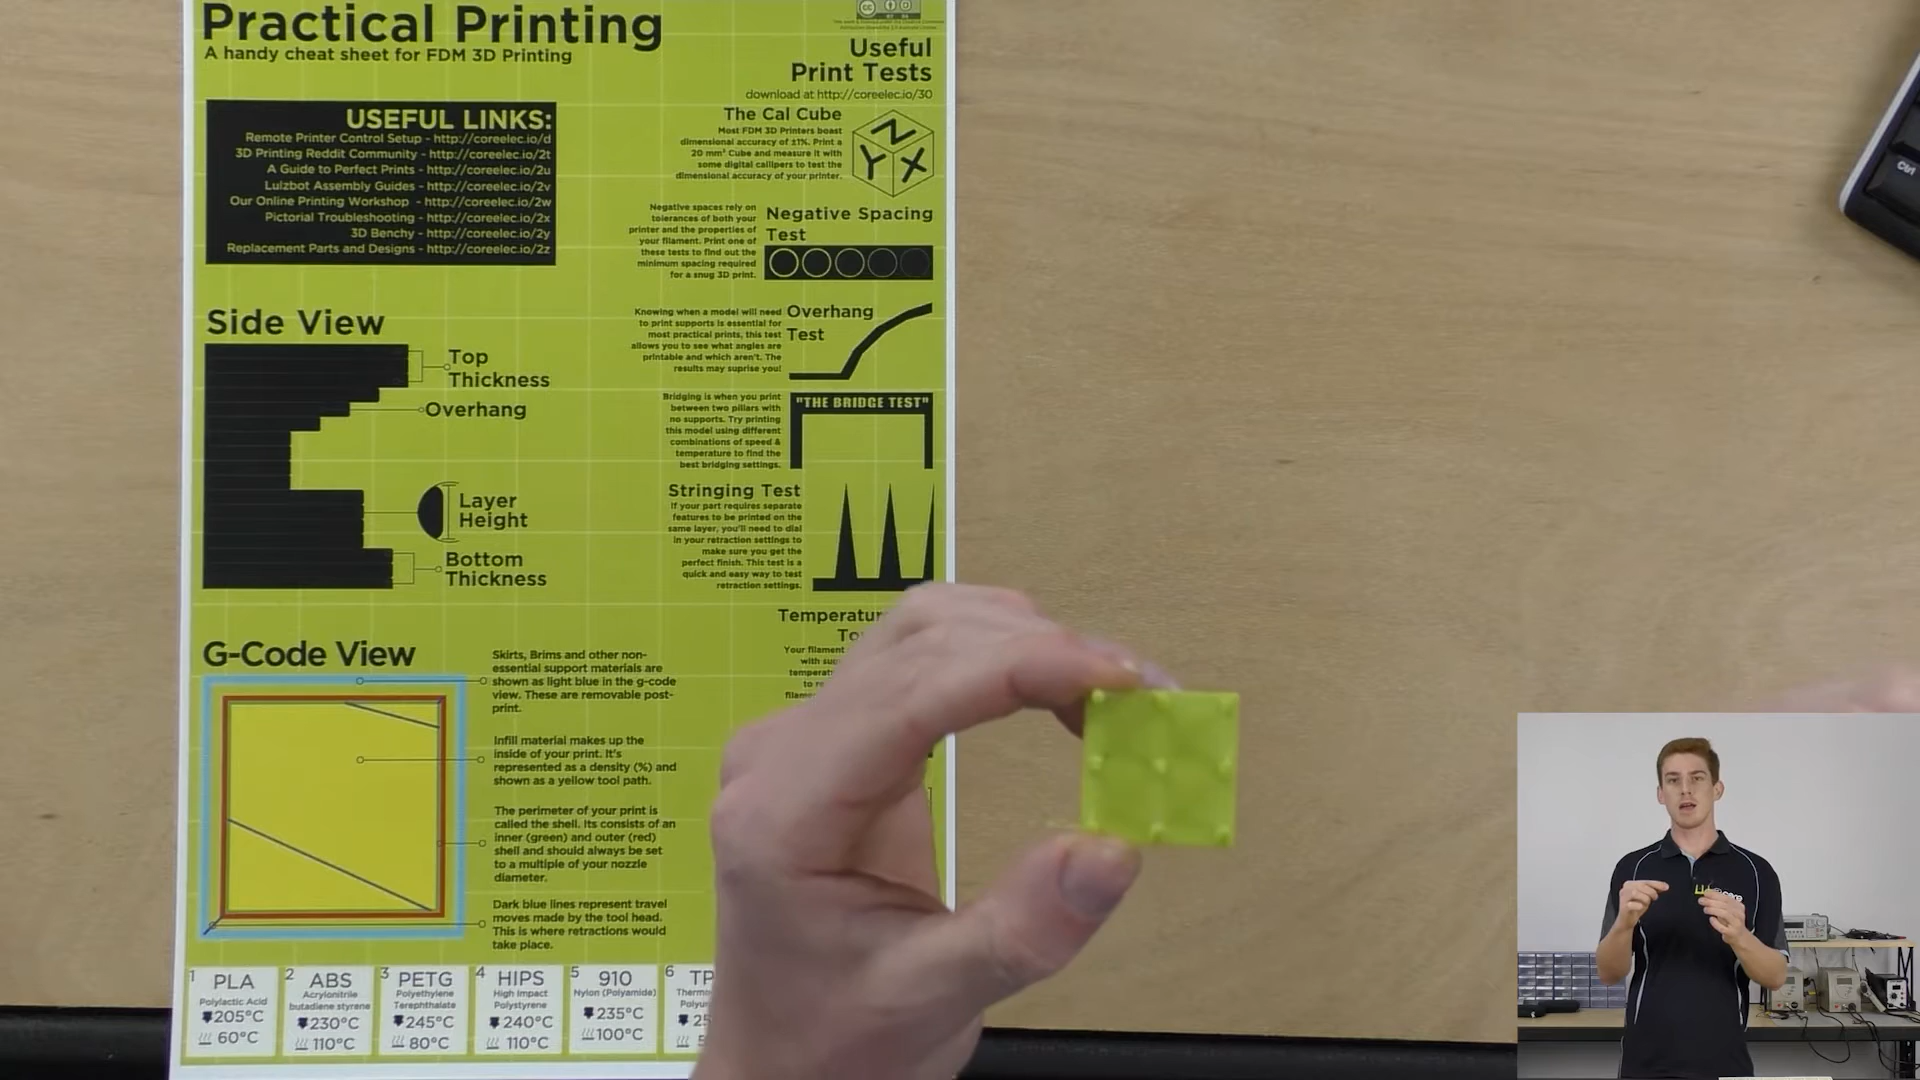 Practical Printing
A handy cheat sheet for FDM 3D Printing
USEFUL LINKS:
Remote Printer Control Setup - http://coreelec.io/d
3D Printing Reddit Community - http://coreelec.io/2t
A Guide to Perfect Prints - http://coreelec.io/2u
Lulzbot Assembly Guides - http://coreelec.io/2v
Our Online Printing Workshop - http://coreelec.io/2w
Pictorial Troubleshooting - http://coreelec.io/2x
3D Benchy - http://coreelec.io/2y
Replacement Parts and Designs - http://coreelec.io/2z
Side View
Top
Thickness
Overhang
Layer
Height
Bottom
Thickness
G-Code View
Skirts, Brims and other non-
essential support materials are
shown as light blue in the g-code
view. These are removable post-
print.
Infill material makes up the
inside of your print. It's
represented as a density (%) and
shown as a yellow tool path.
The perimeter of your print is
called the shell. Its consists of an
inner (green) and outer (red)
shell and should always be set
to a multiple of your nozzle
diameter.
Dark blue lines represent travel
moves made by the tool head.
This is where retractions would
take place.
cc
Useful
Print Tests
download at http://coreelec.io/30
The Cal Cube
Most FDM 3D Printers boast
dimensional accuracy of ±1%. Print a
20 mm³ Cube and measure it with
some digital callipers to test the
dimensional accuracy of your printer.
Z
Y X
Negative Spacing
Test
Negative spaces rely on
tolerances of both your
printer and the properties of
your filament. Print one of
these tests to find out the
minimum spacing required
for a snug 3D print.
Overhang
Test
Knowing when a model will need
to print supports is essential for
most practical prints, this test
allows you to see what angles are
printable and which aren't. The
results may suprise you!
"THE BRIDGE TEST"
Bridging is when you print
between two pillars with
no supports. Try printing
this model using different
combinations of speed &
temperature to find the
best bridging settings.
Stringing Test
If your part requires separate
features to be printed on the
same layer, you'll need to dial
in your retraction settings to
make sure you get the
perfect finish. This test is a
quick and easy way to test
retraction settings.
Your filament
1 PLA
Polylactic Acid
205°C
60°C
2 ABS
Acrylonitrile
butadiene styrene
230°C
110°C
3 PETG
Polyethylene
Terephthalate
245°C
80°C
4 HIPS
High Impact
Polystyrene
240°C
110°C
5 910
Nylon (Polyamide)
235°C
100°C
6 TP
Ctrl